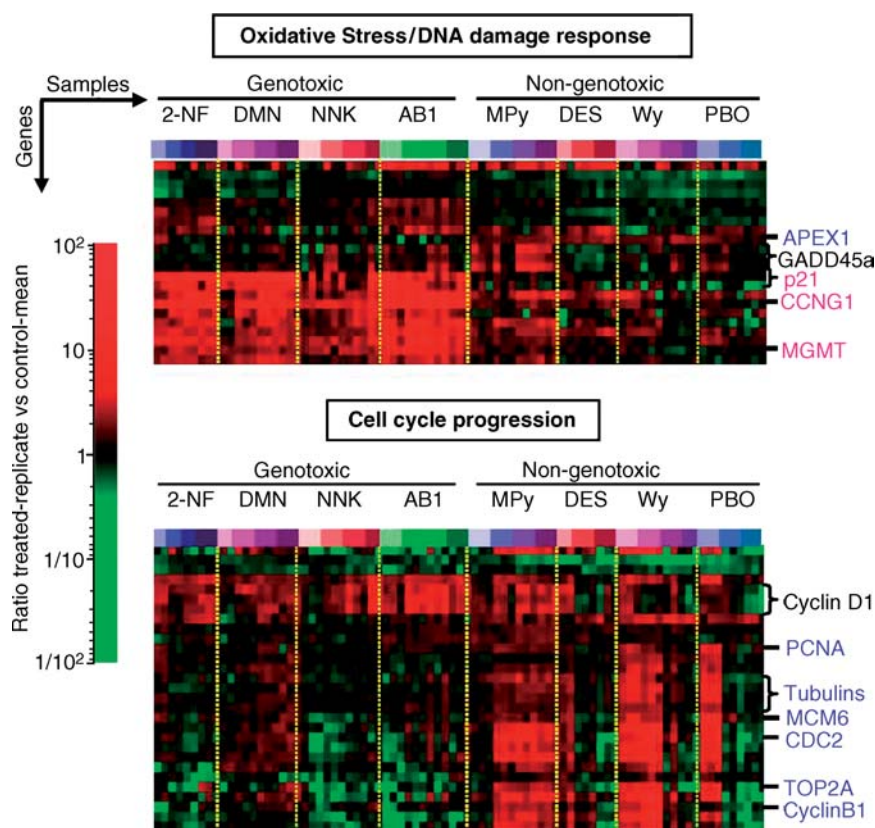 Oxidative Stress/DNA damage response
Samples
Genes
Genotoxic
Non-genotoxic
2-NF DMN NNK AB1 MPy DES Wy PBO
APEX1
GADD45a
p21
CCNG1
MGMT
Ratio treated-replicate vs control-mean
10²
10
1
1/10
1/10²
Cell cycle progression
Genotoxic
Non-genotoxic
2-NF DMN NNK AB1 MPy DES Wy PBO
Cyclin D1
PCNA
Tubulins
MCM6
CDC2
TOP2A
CyclinB1